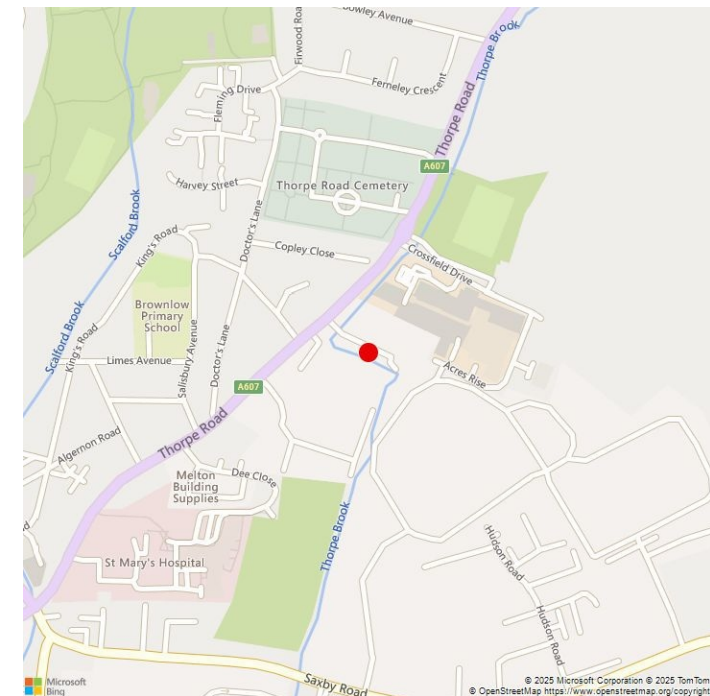 owley Avenue
Firwood Roa
Thorpe Brook
Ferneley Crescent
Fleming Drive
Thorpe Road
A607
Harvey Street
Thorpe Road Cemetery
Scalford Brook
King's Road
Doctor's Lane
Copley Close
Crossfield Drive
Brownlow
Primary
School
Scalford Brook
King's Road
Limes Avenue
Salisbury Avenue
Doctor's Lane
Acres Rise
A607
Algernon Road
Thorpe Road
Melton
Building
Supplies
Dee Close
Thorpe Brook
Hudson Road
St Mary's Hospital
Hudson Road
Saxby Road
Microsoft
Bing
© 2025 Microsoft Corporation © 2025 TomTom
© OpenStreetMap https://www.openstreetmap.org/copyright